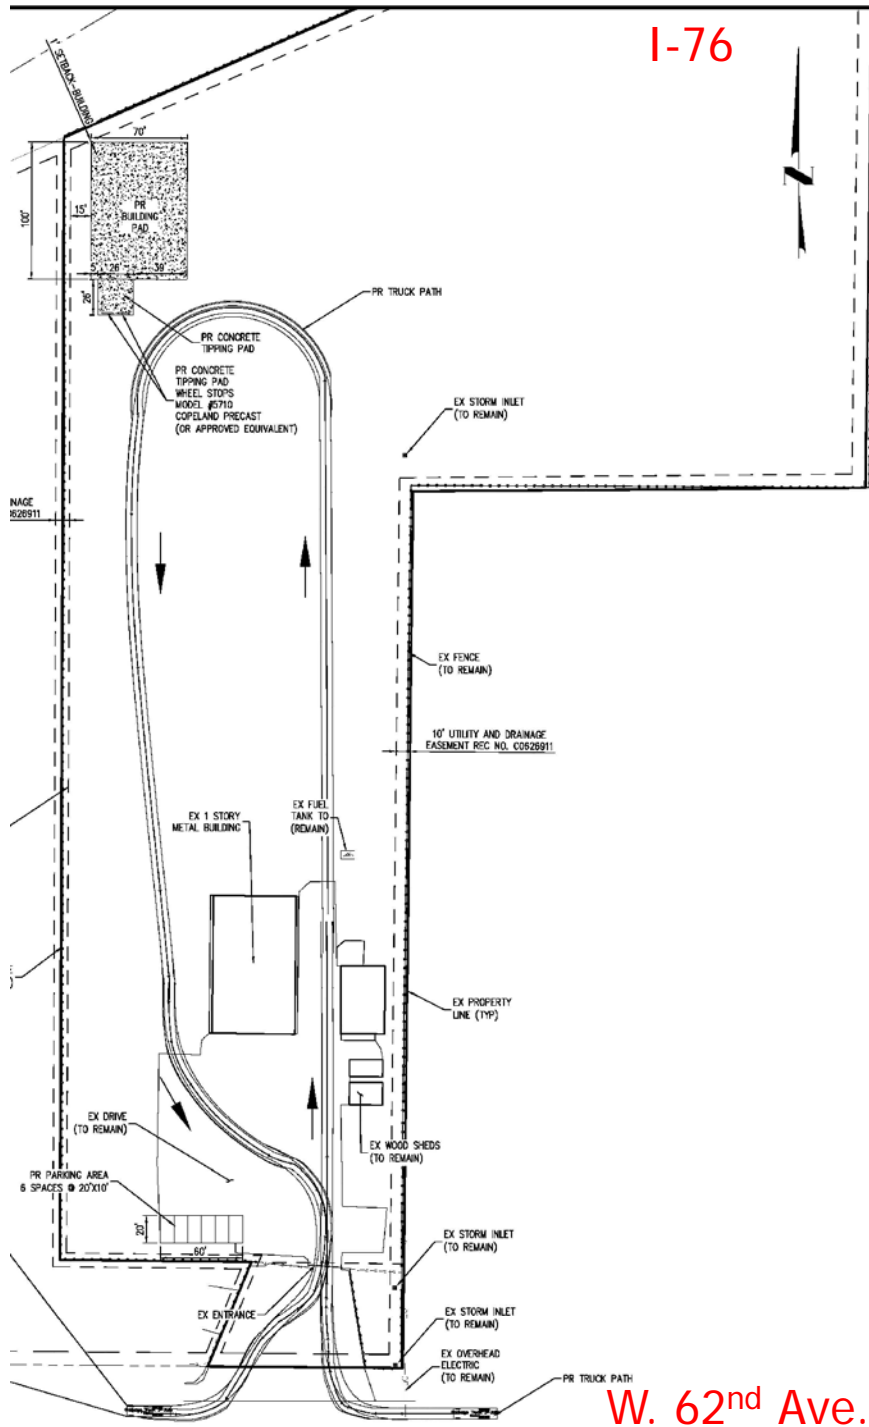 I-76
1' SETBACK-BUILDING
70'
100'
15'
PR
BUILDING
PAD
5'
26'
39'
26'
PR TRUCK PATH
PR CONCRETE
TIPPING PAD
PR CONCRETE
TIPPING PAD
WHEEL STOPS
MODEL #5710
COPELAND PRECAST
(OR APPROVED EQUIVALENT)
EX STORM INLET
(TO REMAIN)
EX FENCE
(TO REMAIN)
10' UTILITY AND DRAINAGE
EASEMENT REC NO. C0626911
EX FUEL
TANK TO
(REMAIN)
EX 1 STORY
METAL BUILDING
EX PROPERTY
LINE (TYP)
EX DRIVE
(TO REMAIN)
EX WOOD SHEDS
(TO REMAIN)
PR PARKING AREA
6 SPACES @ 20'X10'
20'
60'
EX STORM INLET
(TO REMAIN)
EX ENTRANCE
EX STORM INLET
(TO REMAIN)
EX OVERHEAD
ELECTRIC
(TO REMAIN)
PR TRUCK PATH
W. 62nd Ave.